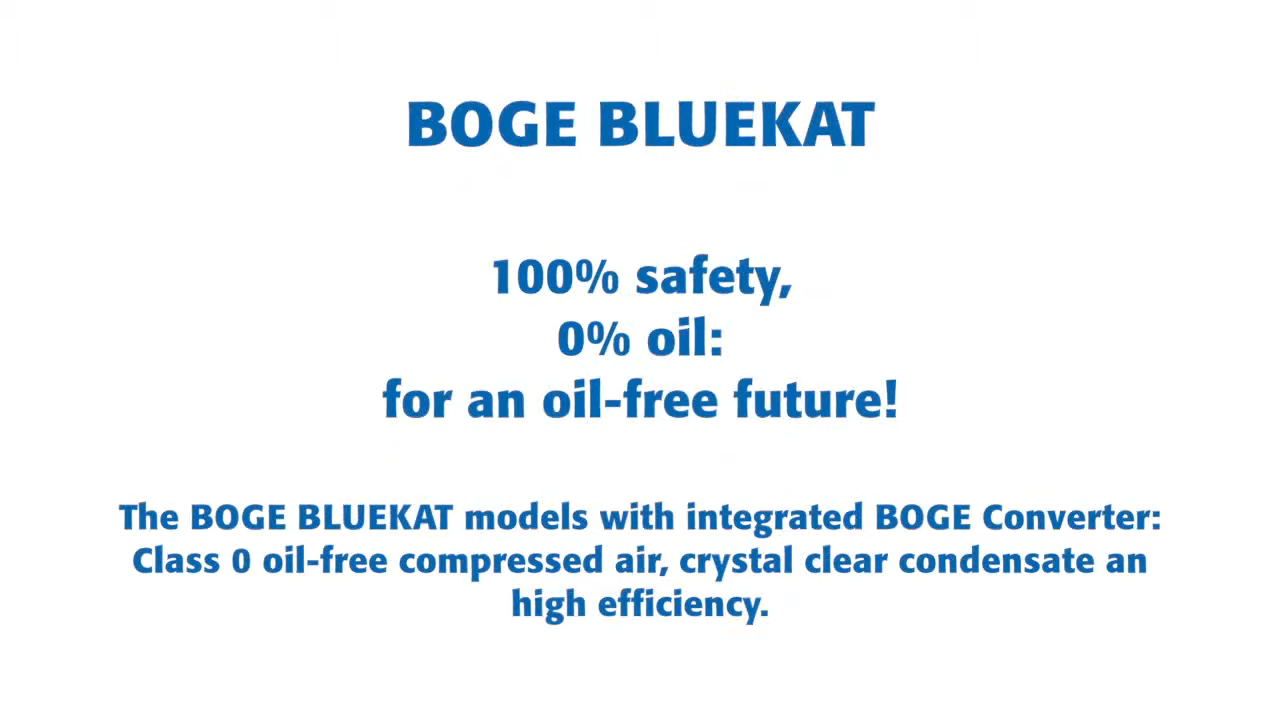 BOGE BLUEKAT
100% safety,
0% oil:
for an oil-free future!
The BOGE BLUEKAT models with integrated BOGE Converter:
Class 0 oil-free compressed air, crystal clear condensate an
high efficiency.